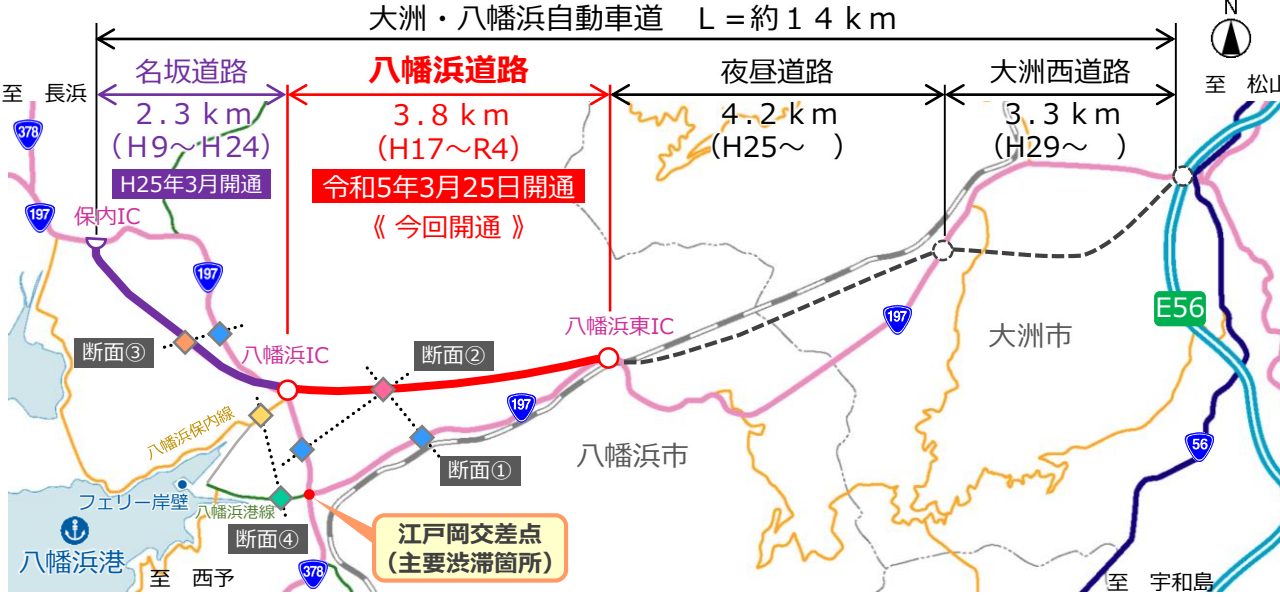 大洲・八幡浜自動車道　L＝約１４ｋｍ
N
名坂道路
八幡浜道路
夜昼道路
大洲西道路
至　長浜
至　松山
２.３ｋｍ
３.８ｋｍ
４.２ｋｍ
３.３ｋｍ
（H9～H24）
（H17～R4）
（H25～　）
（H29～　）
378
H25年3月開通
令和5年3月25日開通
《 今回開通 》
197
保内IC
197
E56
八幡浜東IC
197
大洲市
断面③
八幡浜IC
断面②
197
八幡浜保内線
断面①
八幡浜市
56
フェリー岸壁
八幡浜港線
断面④
江戸岡交差点
（主要渋滞箇所）
八幡浜港
至　西予
378
至　宇和島